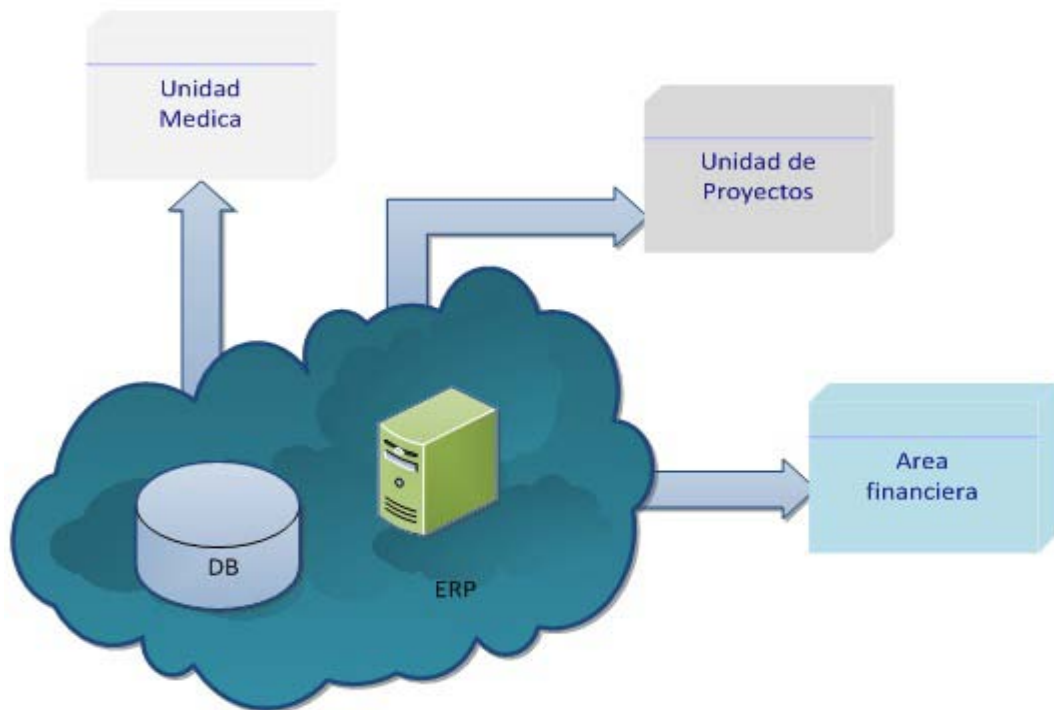 Unidad
Medica
Unidad de
Proyectos
Area
financiera
DB
ERP